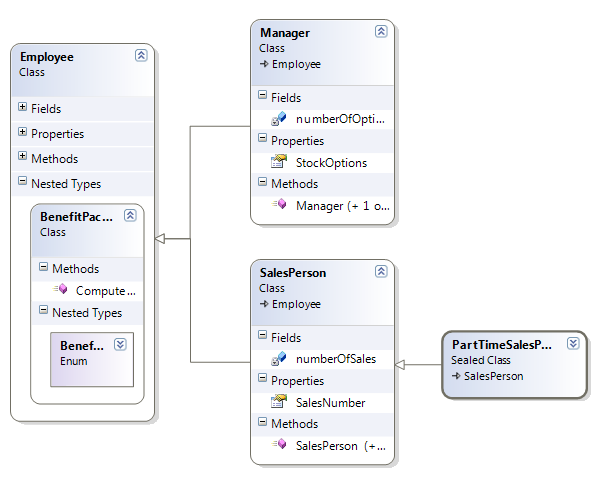 Employee
Class
Fields
Properties
Methods
Nested Types
BenefitPac...
Class
Methods
Compute...
Nested Types
Benef...
Enum
Manager
Class
Employee
Fields
numberOfOpti...
Properties
StockOptions
Methods
Manager (+ 1 o...
SalesPerson
Class
Employee
Fields
numberOfSales
Properties
SalesNumber
Methods
SalesPerson (+...
PartTimeSalesP...
Sealed Class
SalesPerson